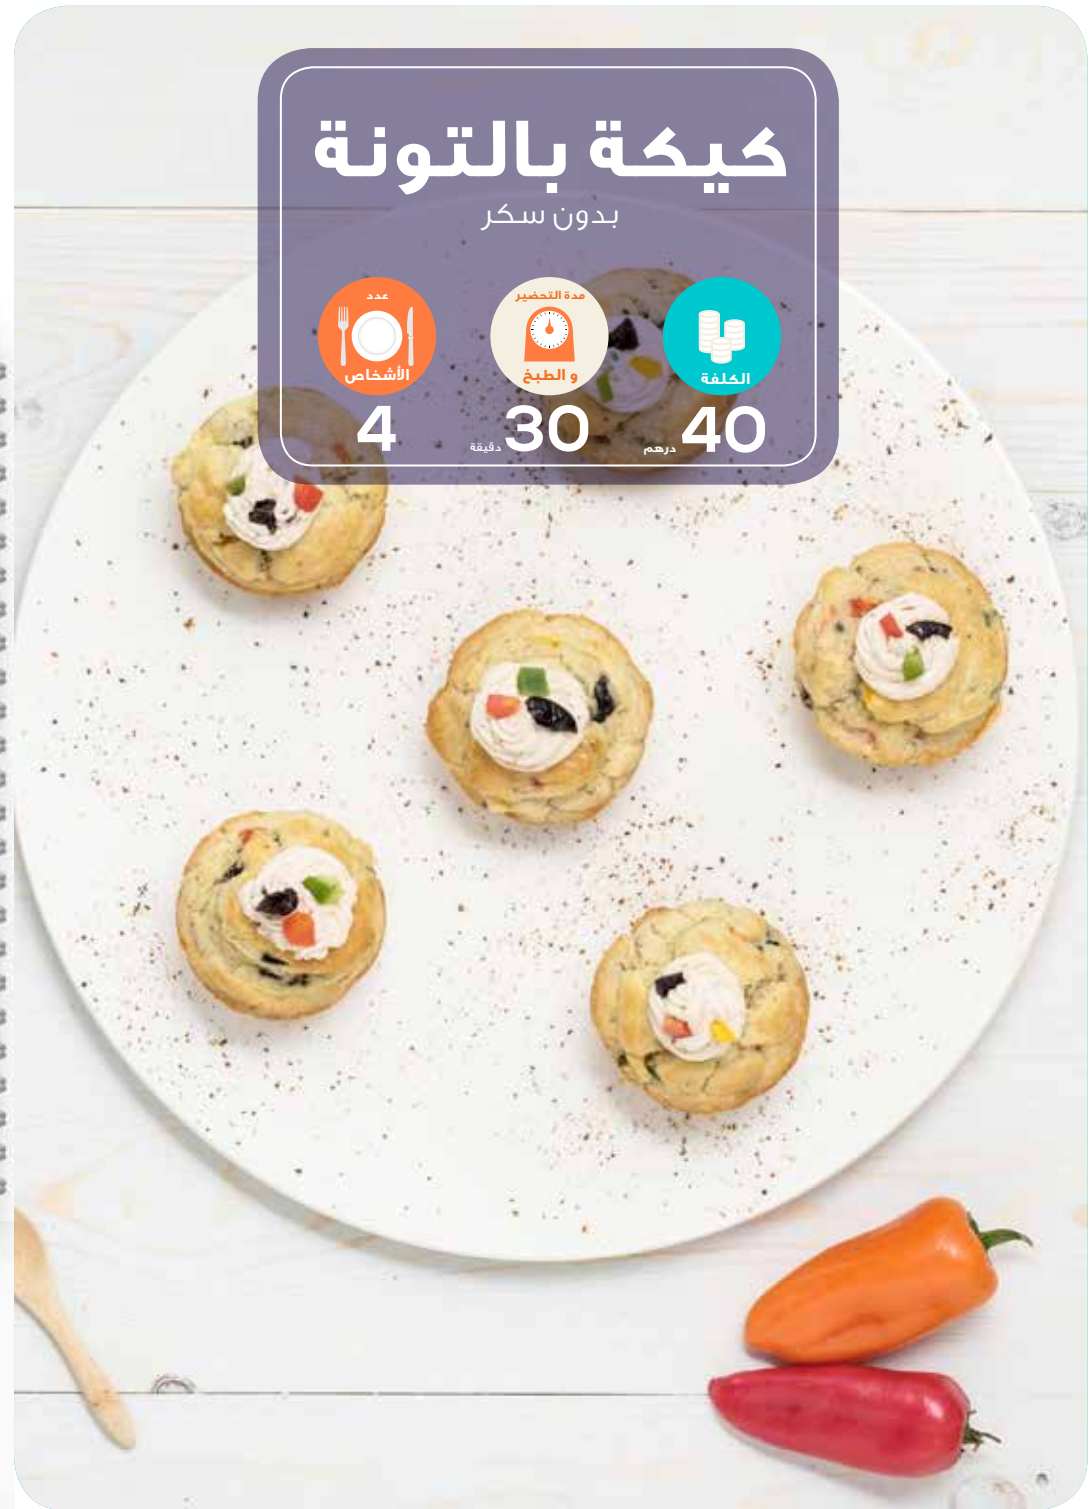 كيكة بالتونة
بدون سكر
الكلفة
40 درهم
مدة التحضير
و الطبخ
30 دقيقة
عدد
الأشخاص
4